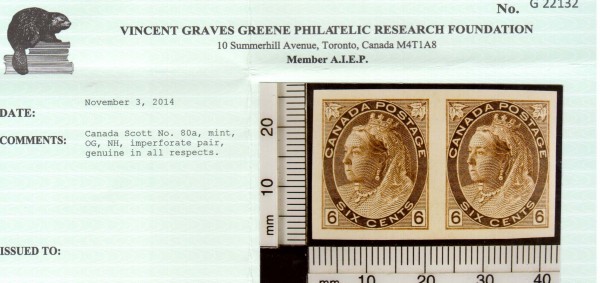 No. G 22132
VINCENT GRAVES GREENE PHILATELIC RESEARCH FOUNDATION
10 Summerhill Avenue, Toronto, Canada M4T1A8
Member A.I.E.P.
DATE:
November 3, 2014
COMMENTS:
Canada Scott No. 80a, mint,
OG, NH, imperforate pair,
genuine in all respects.
ISSUED TO:
20
10
mm
CANADA POSTAGE
6 SIX CENTS 6
CANADA POSTAGE
6 SIX CENTS 6
mm 10 20 30 40